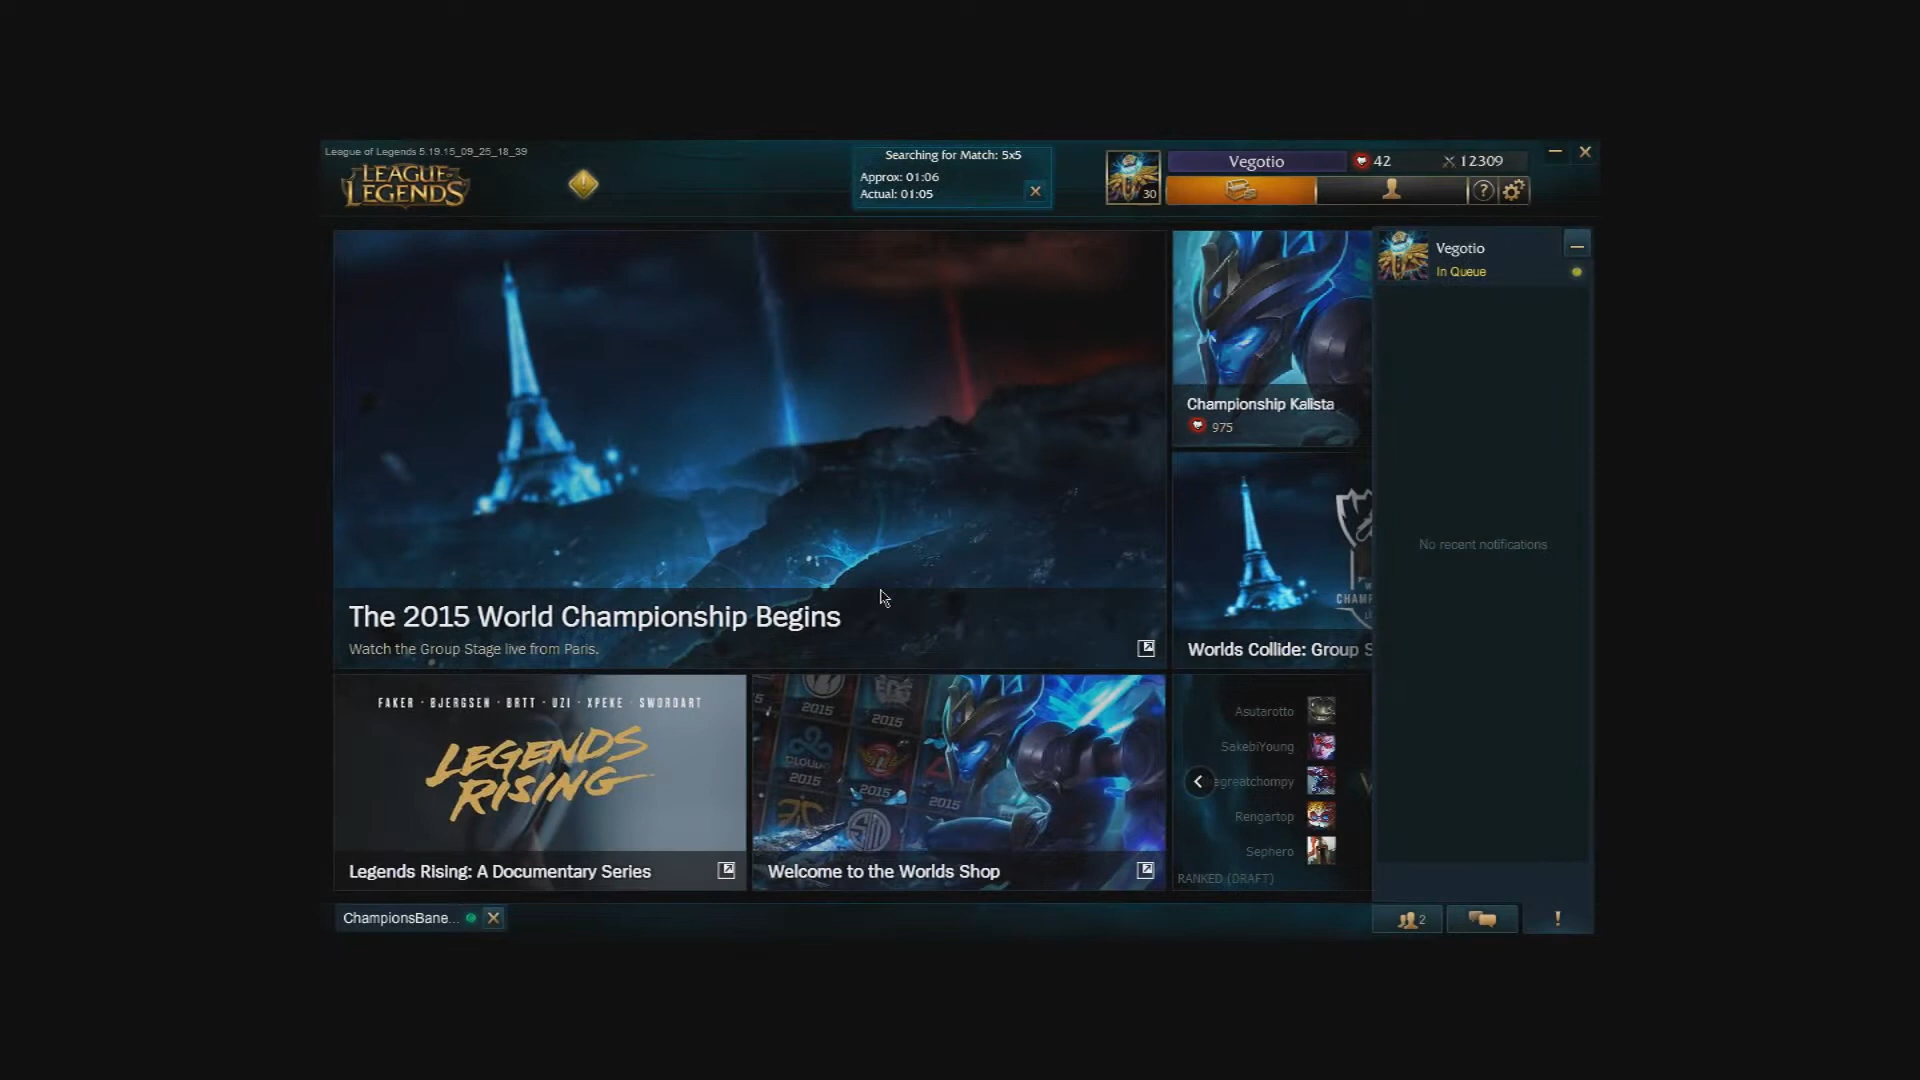 League of Legends 5.19.15_09_25_18_39
LEAGUE OF LEGENDS
Searching for Match: 5x5
Approx: 01:06
Actual: 01:05
30
Vegotio
42
12309
?
Vegotio
In Queue
Championship Kalista
975
No recent notifications
The 2015 World Championship Begins
Watch the Group Stage live from Paris.
Worlds Collide: Group S
FAKER · BJERGSEN · BRTT · UZI · XPEKE · SWORDART
LEGENDS
RISING
Legends Rising: A Documentary Series
2015
2015
CLOUD
2015
2015
2015
TSM
Welcome to the Worlds Shop
Asutarotto
SakebiYoung
egreatchompy
Rengartop
Sephero
RANKED (DRAFT)
ChampionsBane...
2
!